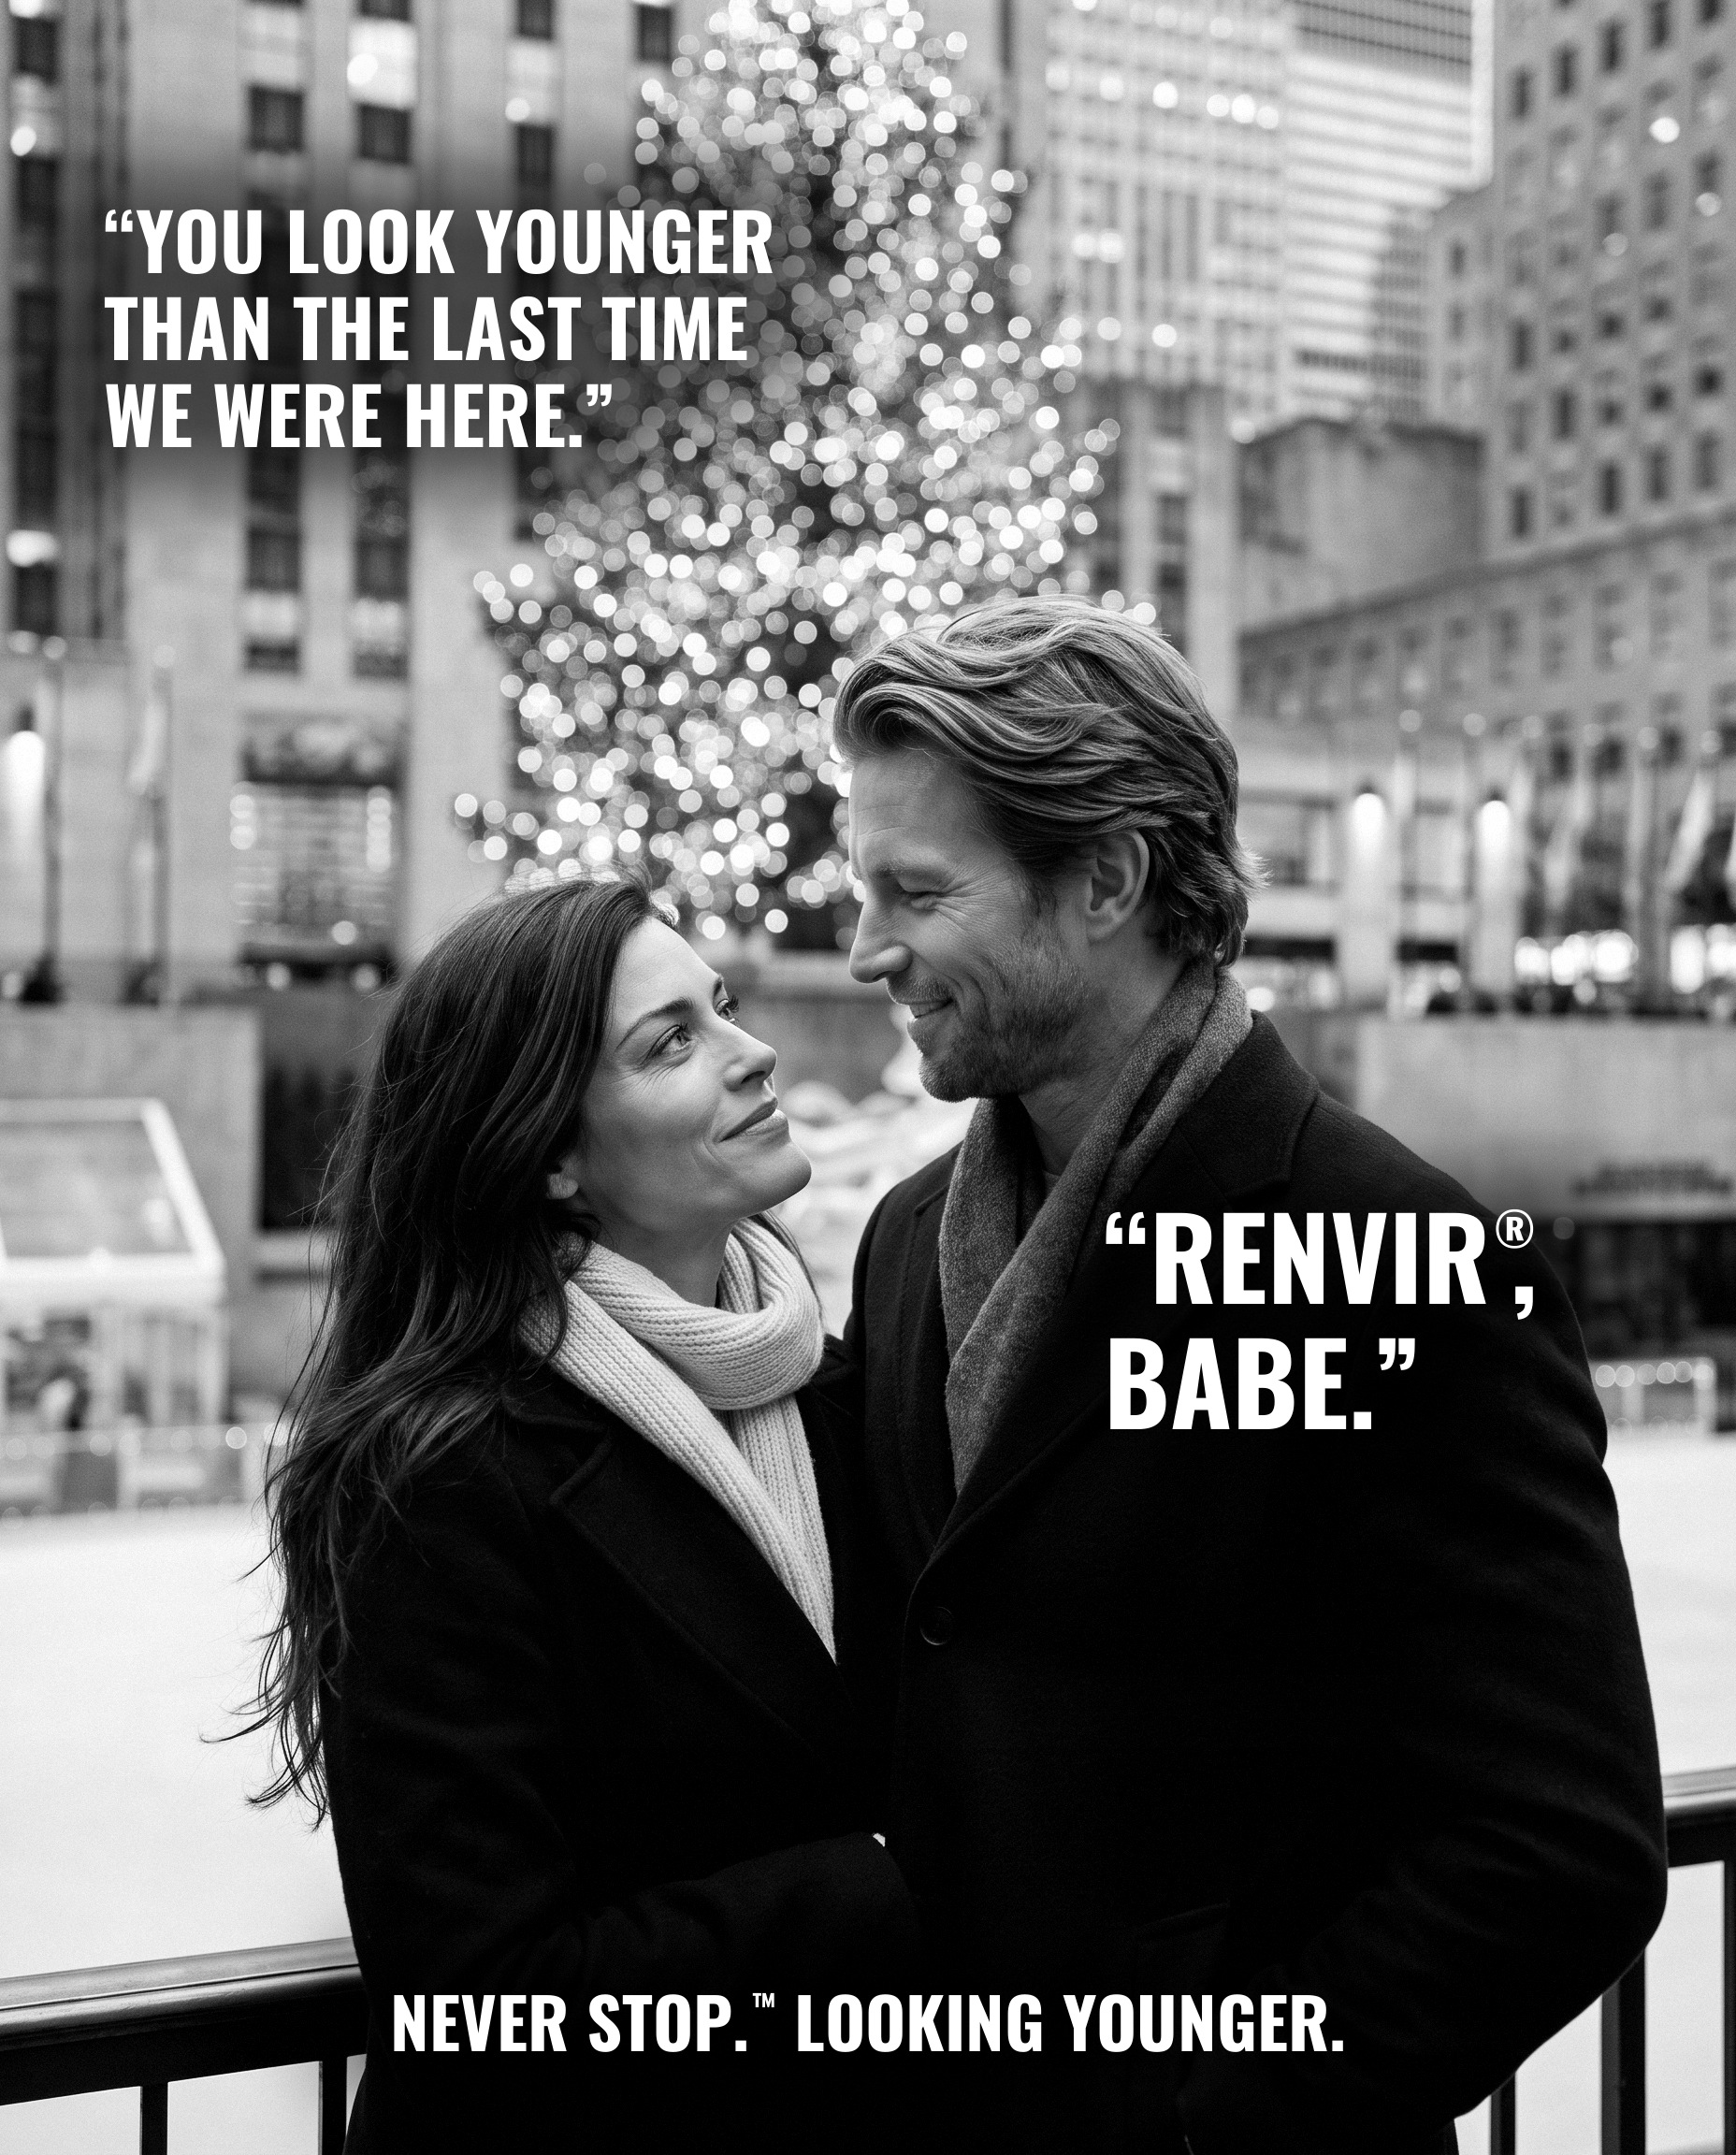 “YOU LOOK YOUNGER
THAN THE LAST TIME
WE WERE HERE.”
“RENVIR®,
BABE.”
NEVER STOP.™ LOOKING YOUNGER.